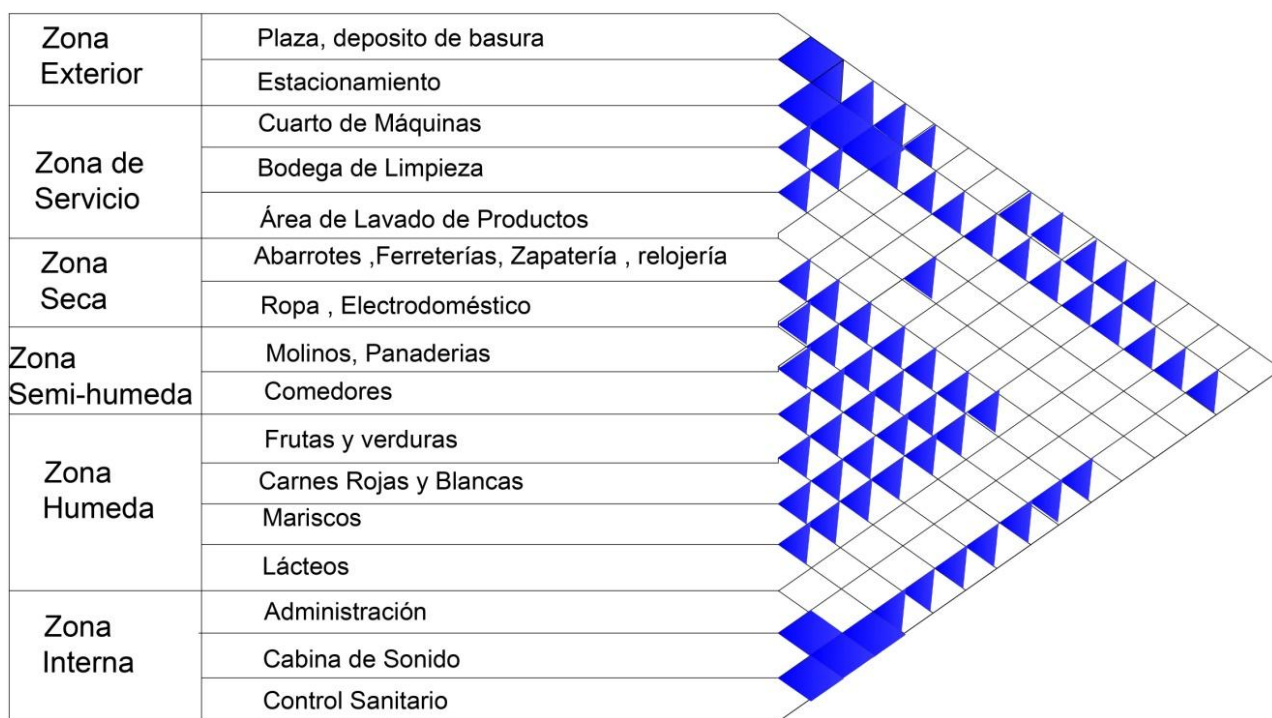 Zona
Exterior
Plaza, deposito de basura
Estacionamiento
Zona de
Servicio
Cuarto de Máquinas
Bodega de Limpieza
Área de Lavado de Productos
Zona
Seca
Abarrotes ,Ferreterías, Zapatería , relojería
Ropa , Electrodoméstico
Zona
Semi-humeda
Molinos, Panaderias
Comedores
Zona
Humeda
Frutas y verduras
Carnes Rojas y Blancas
Mariscos
Lácteos
Zona
Interna
Administración
Cabina de Sonido
Control Sanitario